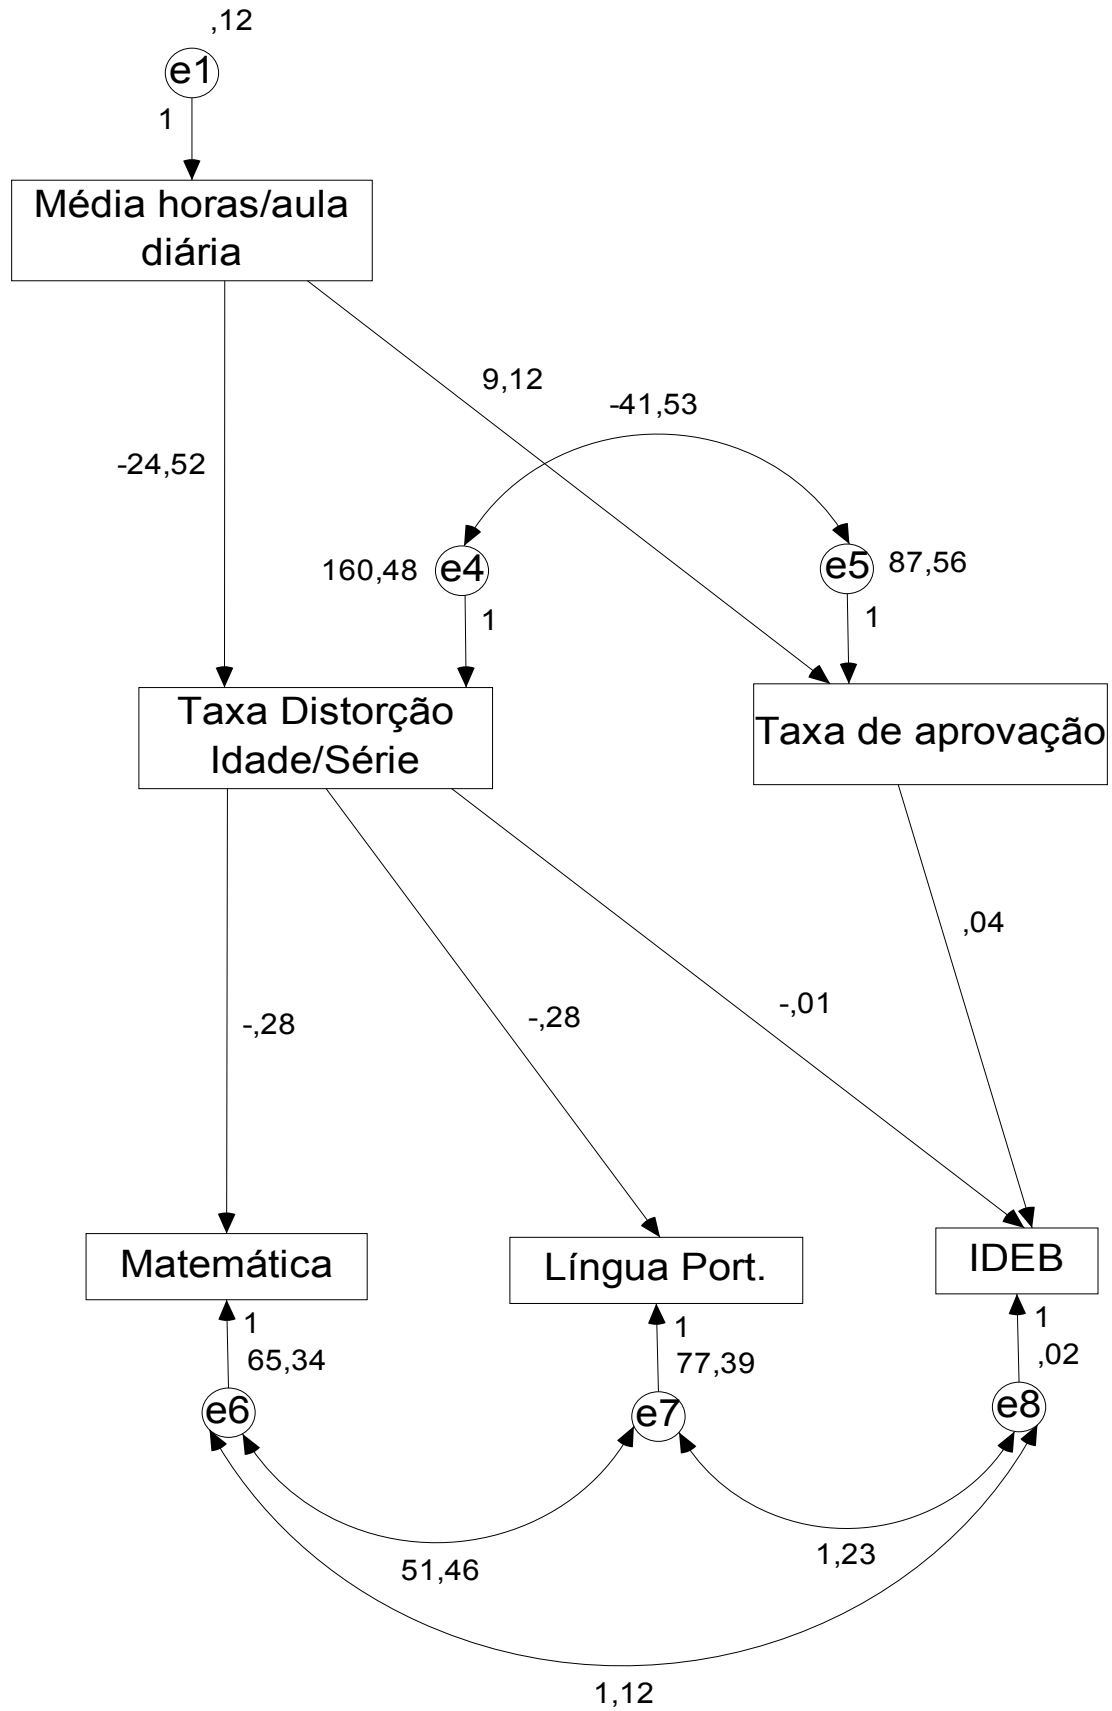 ,12
e1
1
Média horas/aula
diária
9,12
-41,53
-24,52
160,48
e4
e5
87,56
1
1
Taxa Distorção
Idade/Série
Taxa de aprovação
,04
-,01
-,28
-,28
Matemática
Língua Port.
IDEB
1
65,34
1
77,39
1
,02
e6
e7
e8
51,46
1,23
1,12